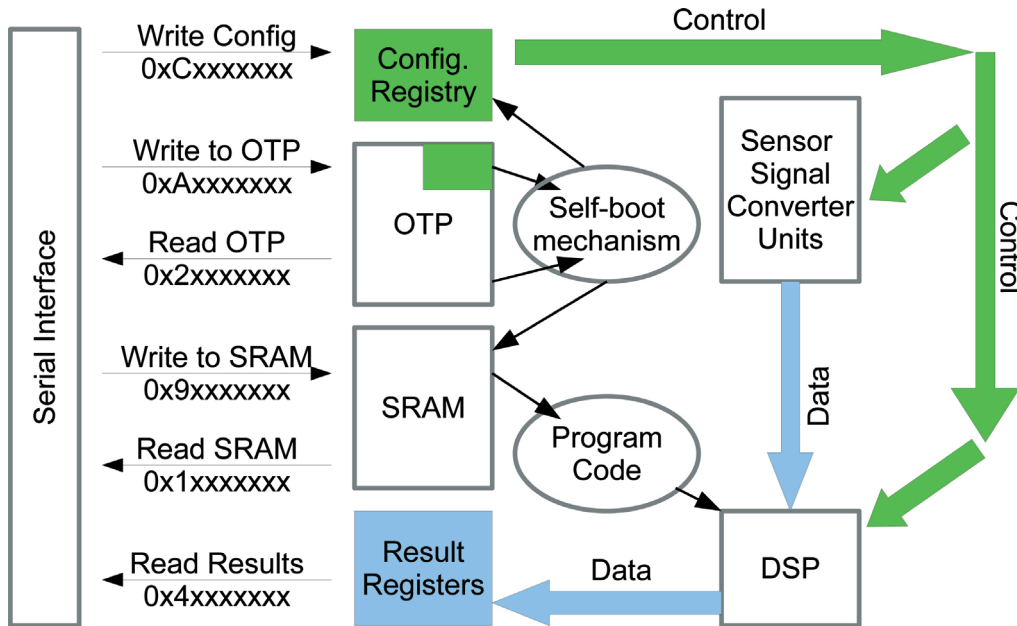 Serial Interface
Write Config
0xCxxxxxxx
Write to OTP
0xAxxxxxxx
Read OTP
0x2xxxxxxx
Write to SRAM
0x9xxxxxxx
Read SRAM
0x1xxxxxxx
Read Results
0x4xxxxxxx
Config.
Registry
OTP
SRAM
Result
Registers
Self-boot
mechanism
Program
Code
Control
Sensor
Signal
Converter
Units
Control
Data
DSP
Data